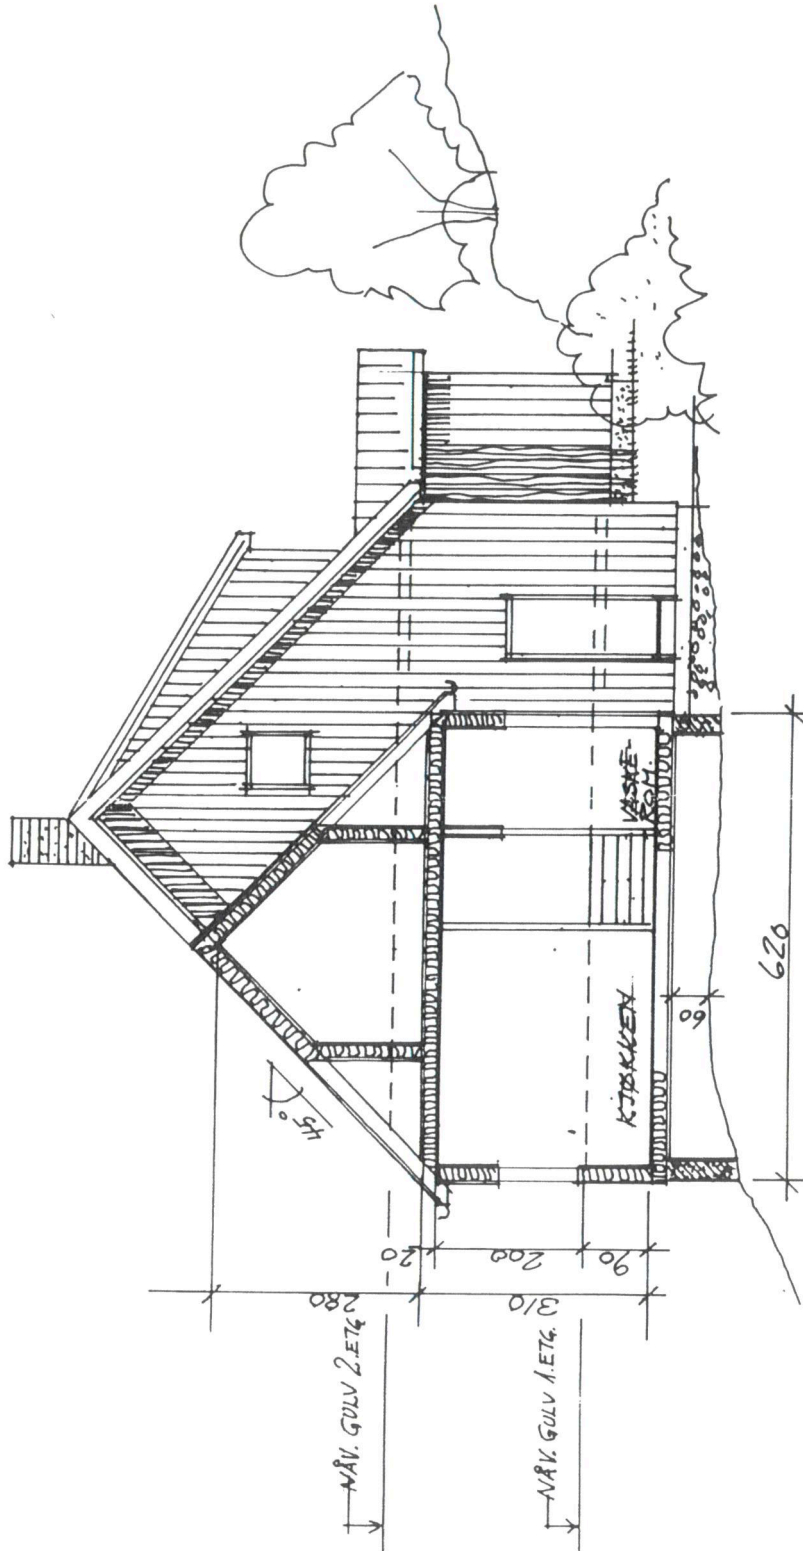 NÅV. GULV 2.ETG.
NÅV. GULV 1.ETG.
280
310
20
200
90
45°
KJØKKEN
VASKE-
ROM.
60
620